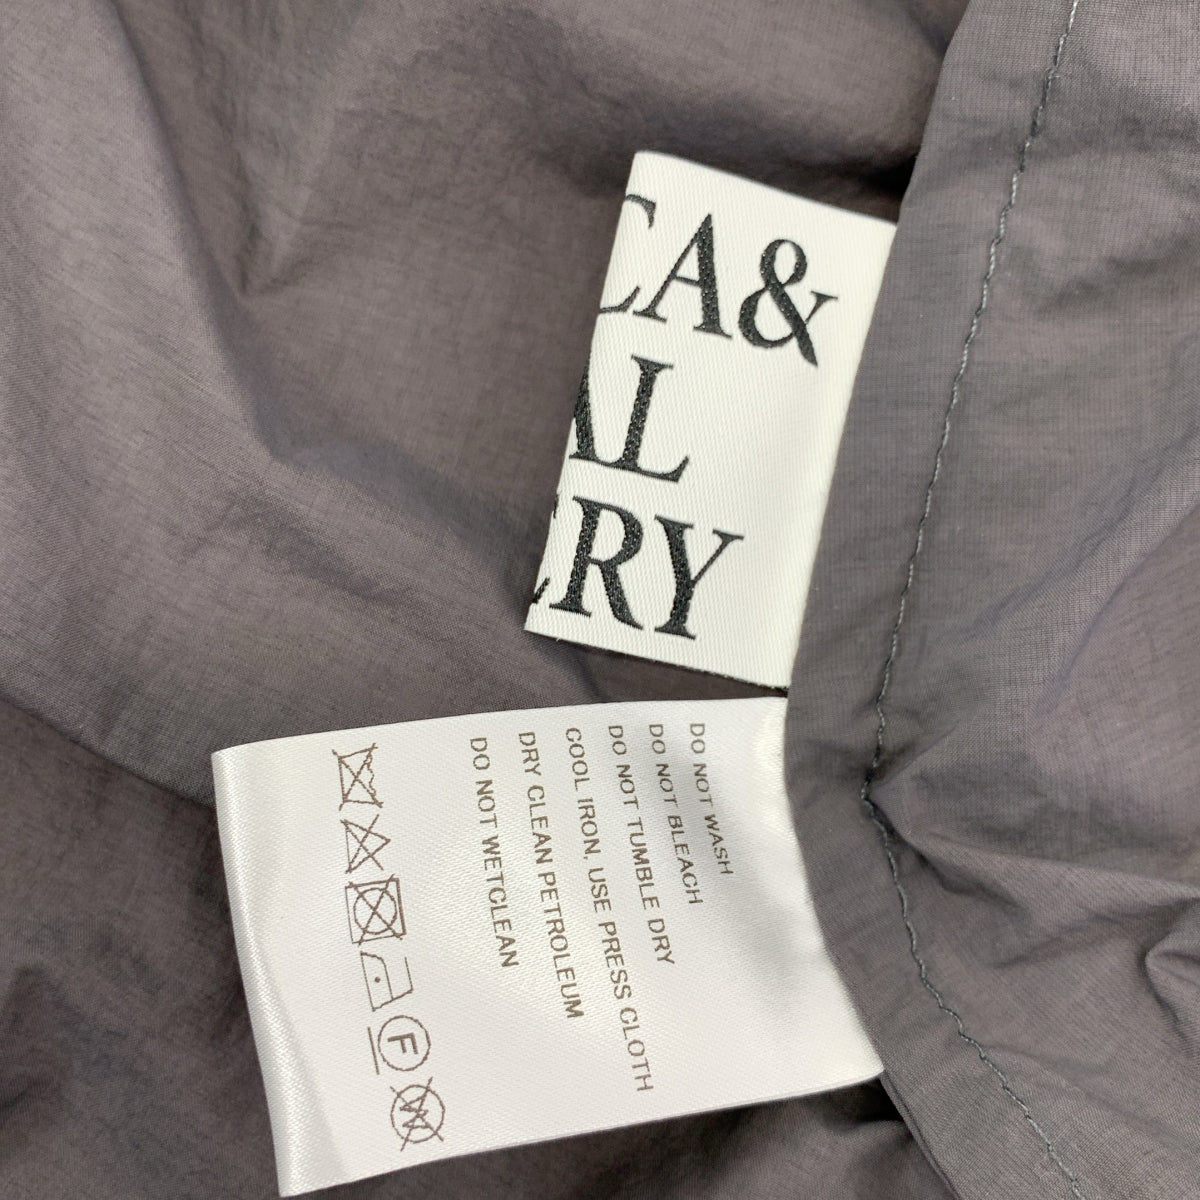 CA&
AL
ERY
DO NOT WASH
DO NOT BLEACH
DO NOT TUMBLE DRY
COOL IRON, USE PRESS CLOTH
DRY CLEAN PETROLEUM
DO NOT WETCLEAN
F
W